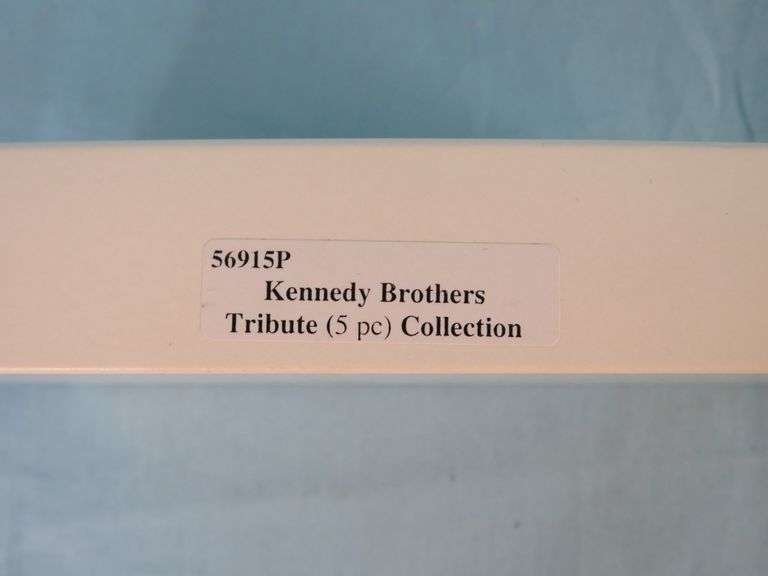 56915P
Kennedy Brothers
Tribute (5 pc) Collection